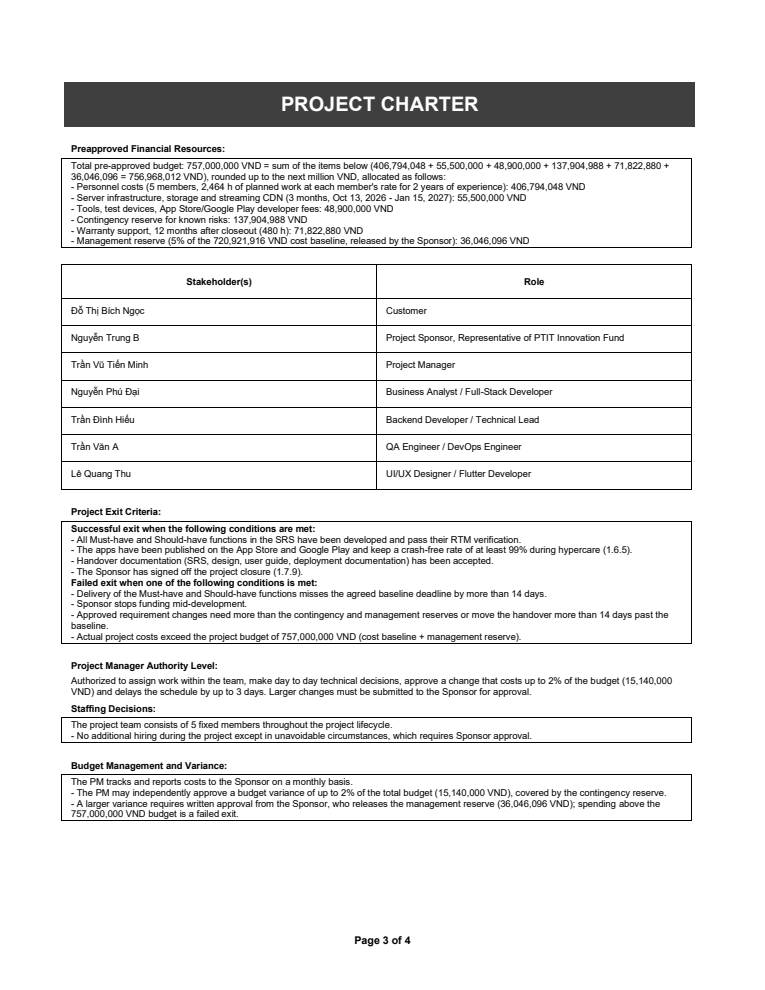 PROJECT CHARTER
Preapproved Financial Resources:
Total pre-approved budget: 757,000,000 VND = sum of the items below (406,794,048 + 55,500,000 + 48,900,000 + 137,904,988 + 71,822,880 +
36,046,096 = 756,968,012 VND), rounded up to the next million VND, allocated as follows:
- Personnel costs (5 members, 2,464 h of planned work at each member's rate for 2 years of experience): 406,794,048 VND
- Server infrastructure, storage and streaming CDN (3 months, Oct 13, 2026 - Jan 15, 2027): 55,500,000 VND
- Tools, test devices, App Store/Google Play developer fees: 48,900,000 VND
- Contingency reserve for known risks: 137,904,988 VND
- Warranty support, 12 months after closeout (480 h): 71,822,880 VND
- Management reserve (5% of the 720,921,916 VND cost baseline, released by the Sponsor): 36,046,096 VND
Stakeholder(s) Role
Đỗ Thị Bích Ngọc Customer
Nguyễn Trung B Project Sponsor, Representative of PTIT Innovation Fund
Trần Vũ Tiến Minh Project Manager
Nguyễn Phú Đại Business Analyst / Full-Stack Developer
Trần Đình Hiếu Backend Developer / Technical Lead
Trần Văn A QA Engineer / DevOps Engineer
Lê Quang Thu UI/UX Designer / Flutter Developer
Project Exit Criteria:
Successful exit when the following conditions are met:
- All Must-have and Should-have functions in the SRS have been developed and pass their RTM verification.
- The apps have been published on the App Store and Google Play and keep a crash-free rate of at least 99% during hypercare (1.6.5).
- Handover documentation (SRS, design, user guide, deployment documentation) has been accepted.
- The Sponsor has signed off the project closure (1.7.9).
Failed exit when one of the following conditions is met:
- Delivery of the Must-have and Should-have functions misses the agreed baseline deadline by more than 14 days.
- Sponsor stops funding mid-development.
- Approved requirement changes need more than the contingency and management reserves or move the handover more than 14 days past the
baseline.
- Actual project costs exceed the project budget of 757,000,000 VND (cost baseline + management reserve).
Project Manager Authority Level:
Authorized to assign work within the team, make day to day technical decisions, approve a change that costs up to 2% of the budget (15,140,000
VND) and delays the schedule by up to 3 days. Larger changes must be submitted to the Sponsor for approval.
Staffing Decisions:
The project team consists of 5 fixed members throughout the project lifecycle.
- No additional hiring during the project except in unavoidable circumstances, which requires Sponsor approval.
Budget Management and Variance:
The PM tracks and reports costs to the Sponsor on a monthly basis.
- The PM may independently approve a budget variance of up to 2% of the total budget (15,140,000 VND), covered by the contingency reserve.
- A larger variance requires written approval from the Sponsor, who releases the management reserve (36,046,096 VND); spending above the
757,000,000 VND budget is a failed exit.
Page 3 of 4